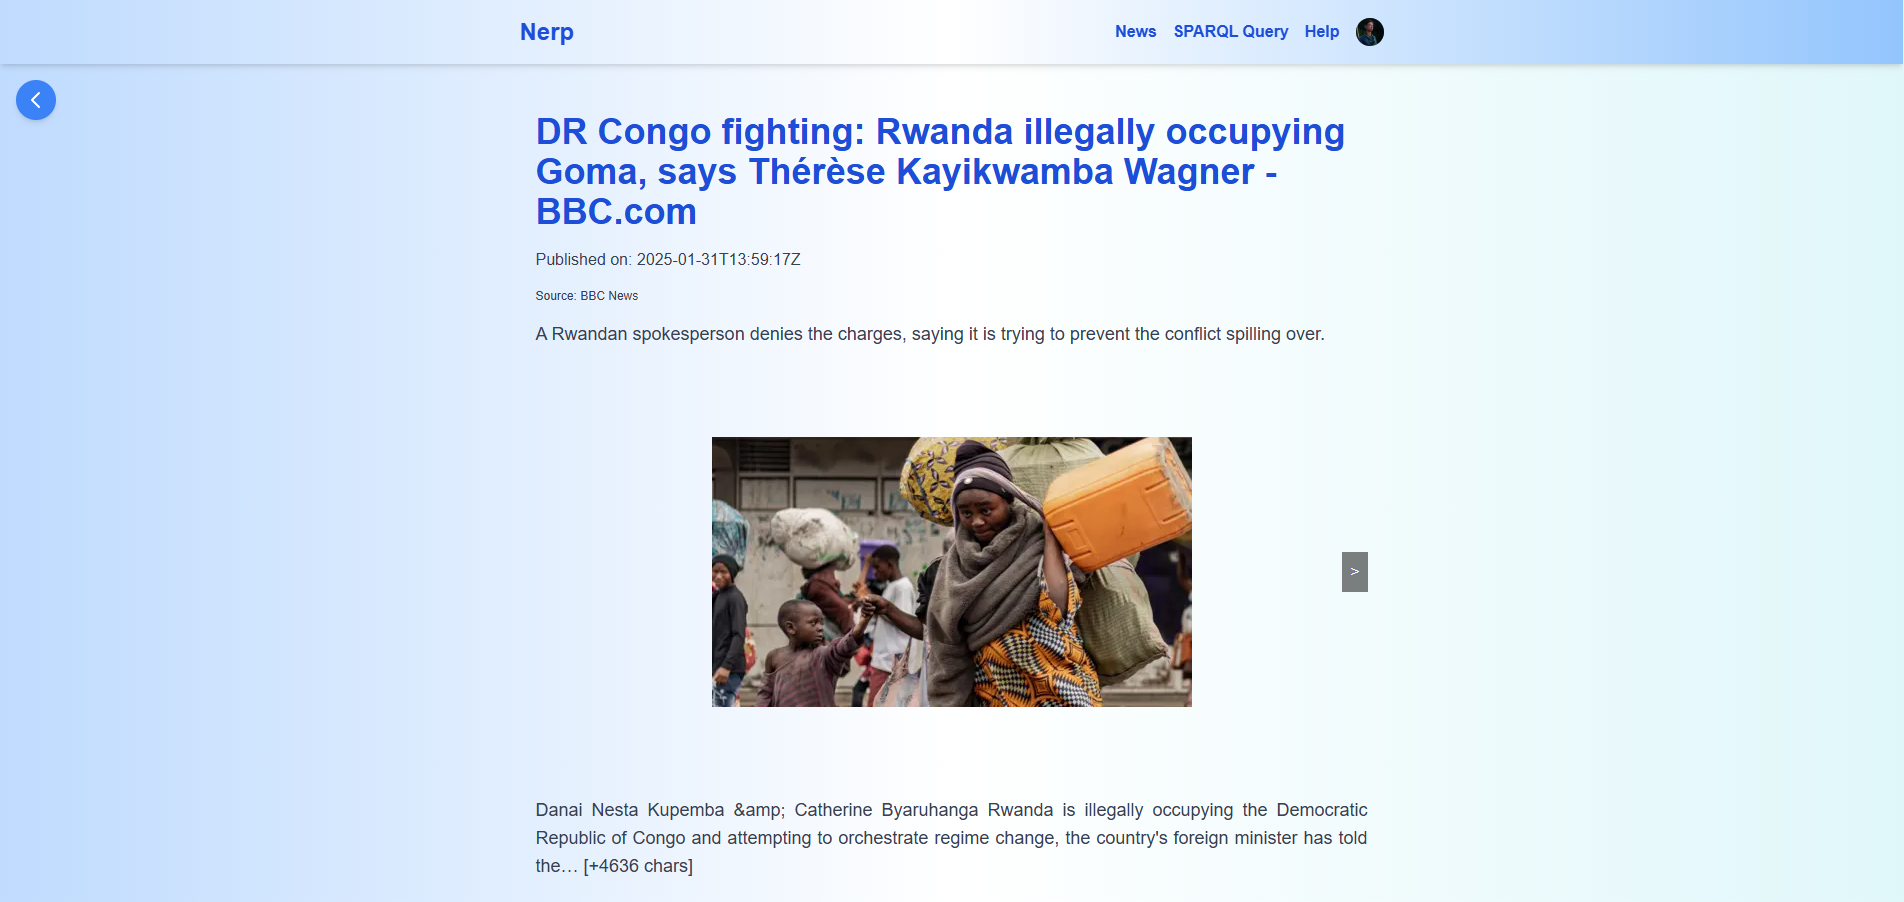 Nerp
News SPARQL Query Help
DR Congo fighting: Rwanda illegally occupying
Goma, says Thérèse Kayikwamba Wagner -
BBC.com
Published on: 2025-01-31T13:59:17Z
Source: BBC News
A Rwandan spokesperson denies the charges, saying it is trying to prevent the conflict spilling over.
>
Danai Nesta Kupemba &amp; Catherine Byaruhanga Rwanda is illegally occupying the Democratic
Republic of Congo and attempting to orchestrate regime change, the country's foreign minister has told
the… [+4636 chars]